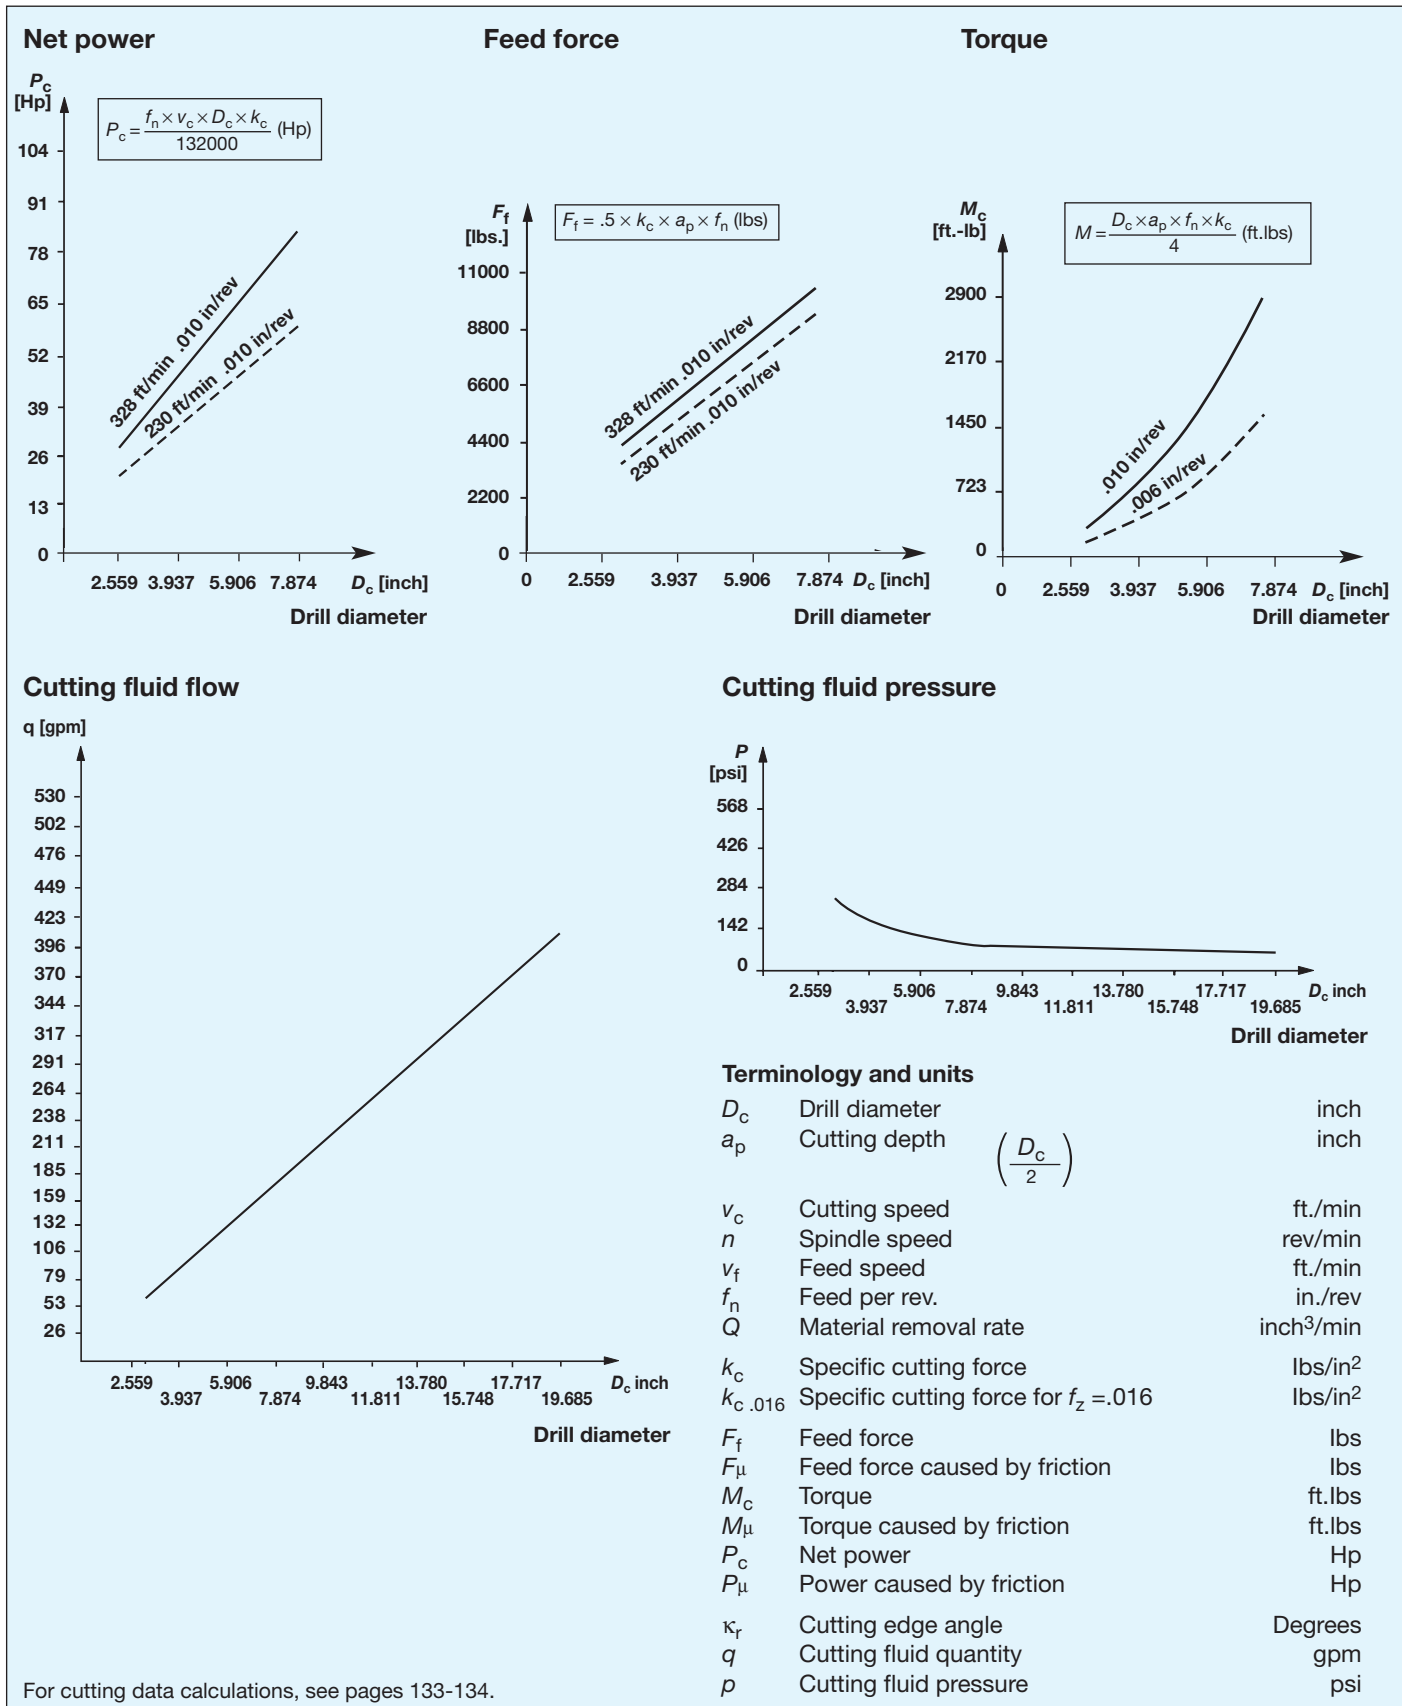 Net power
Feed force
Torque
Pc
[Hp]
Pc = fn × vc × Dc × kc / 132000 (Hp)
104
91
78
65
52
39
26
13
0
328 ft/min .010 in/rev
230 ft/min .010 in/rev
2.559 3.937 5.906 7.874 Dc [inch]
Drill diameter
Ff
[lbs.]
Ff = .5 × kc × ap × fn (lbs)
11000
8800
6600
4400
2200
0
328 ft/min .010 in/rev
230 ft/min .010 in/rev
0 2.559 3.937 5.906 7.874 Dc [inch]
Drill diameter
Mc
[ft.-lb]
M = Dc × ap × fn × kc / 4 (ft.lbs)
2900
2170
1450
723
0
.010 in/rev
.006 in/rev
0 2.559 3.937 5.906 7.874 Dc [inch]
Drill diameter
Cutting fluid flow
q [gpm]
530
502
476
449
423
396
370
344
317
291
264
238
211
185
159
132
106
79
53
26
2.559 3.937 5.906 7.874 9.843 11.811 13.780 15.748 17.717 19.685 Dc inch
Drill diameter
Cutting fluid pressure
P
[psi]
568
426
284
142
0
2.559 3.937 5.906 7.874 9.843 11.811 13.780 15.748 17.717 19.685 Dc inch
Drill diameter
Terminology and units
Dc Drill diameter inch
ap Cutting depth (Dc / 2) inch
vc Cutting speed ft./min
n Spindle speed rev/min
vf Feed speed ft./min
fn Feed per rev. in./rev
Q Material removal rate inch³/min
kc Specific cutting force lbs/in²
kc .016 Specific cutting force for fz =.016 lbs/in²
Ff Feed force lbs
Fμ Feed force caused by friction lbs
Mc Torque ft.lbs
Mμ Torque caused by friction ft.lbs
Pc Net power Hp
Pμ Power caused by friction Hp
κr Cutting edge angle Degrees
q Cutting fluid quantity gpm
p Cutting fluid pressure psi
For cutting data calculations, see pages 133-134.